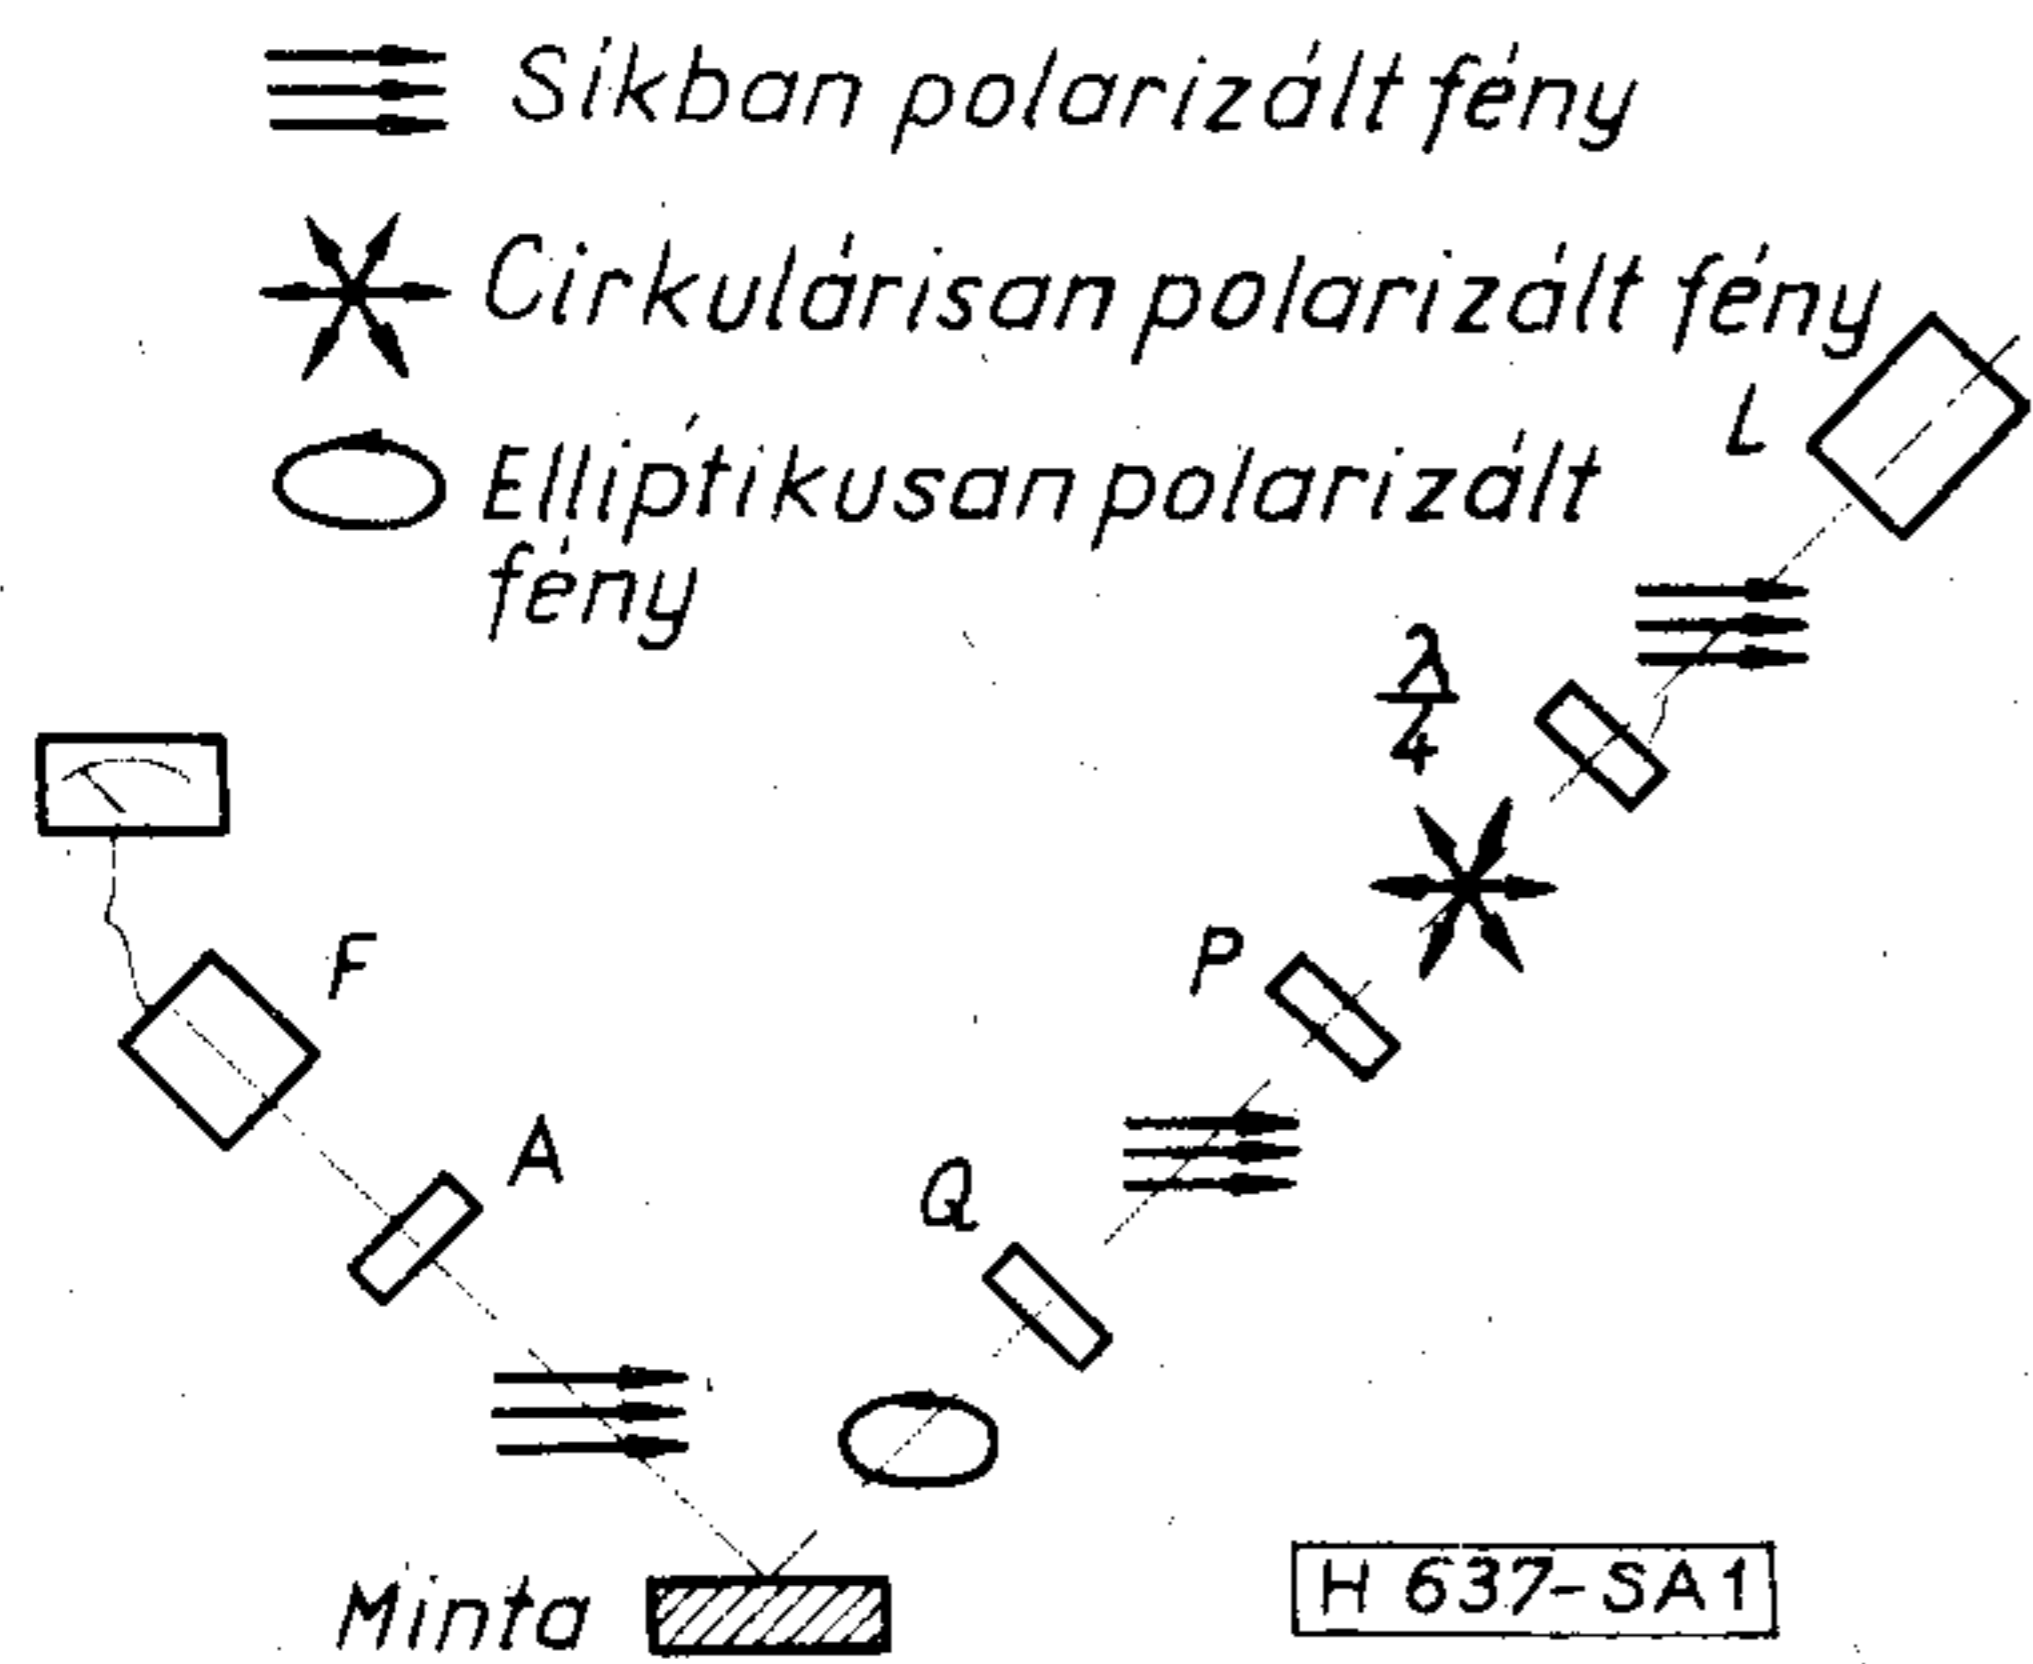 Síkban polarizált fény
Cirkulárisan polarizált fény
Elliptikusan polarizált
fény
L
λ/4
P
F
A
Q
Minta
H 637-SA1